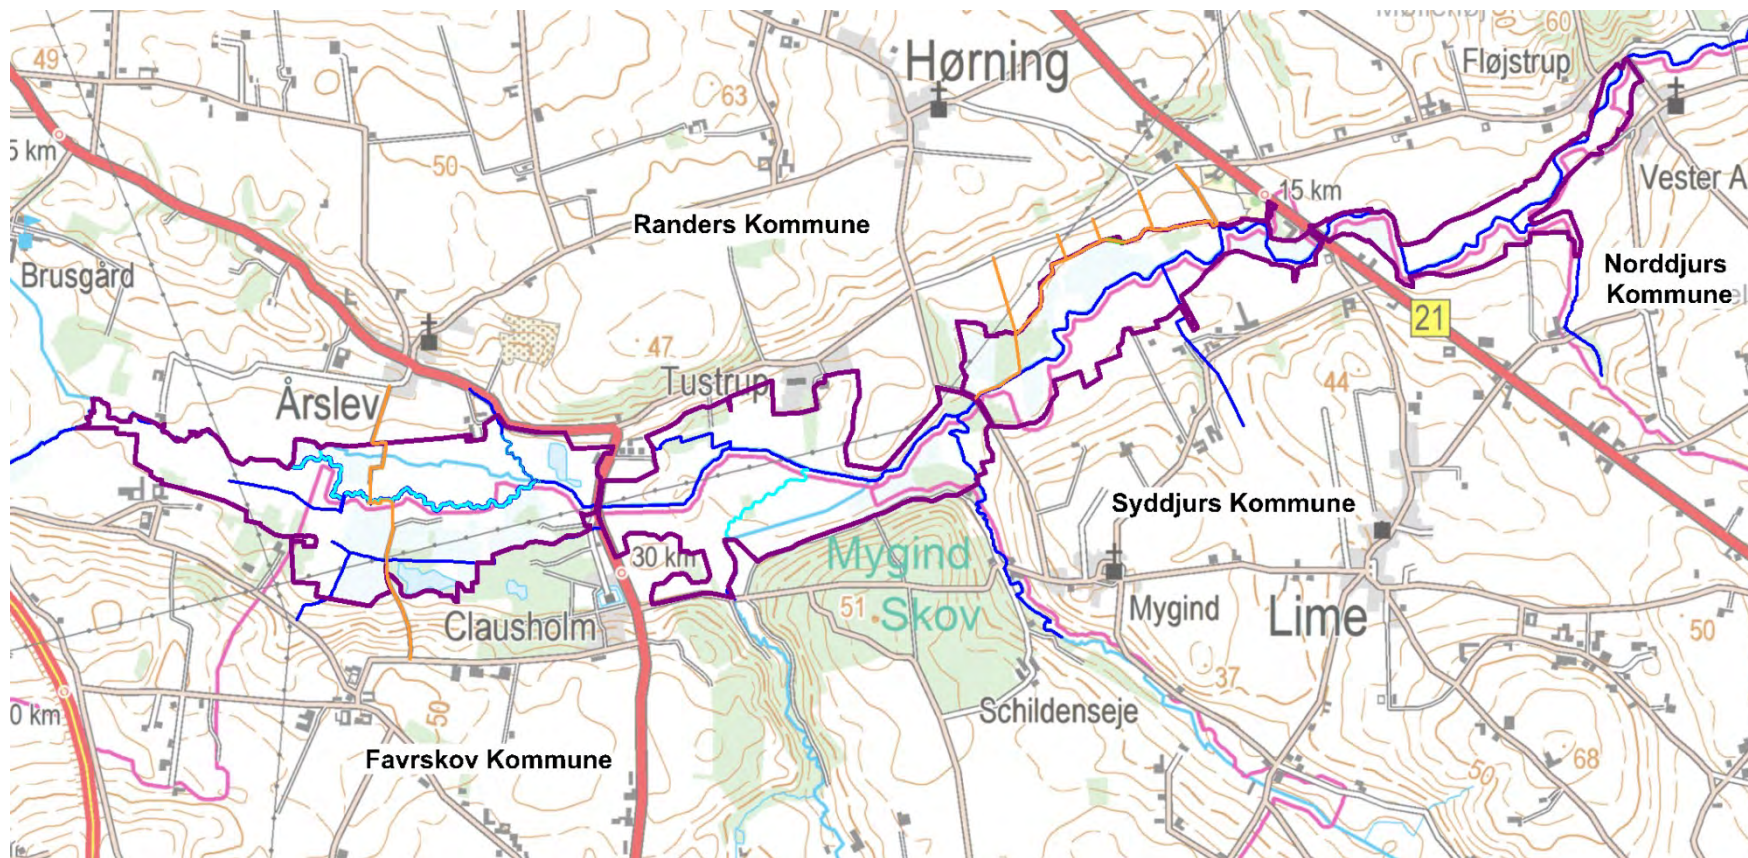 60
Fløjstrup
49
Hørning
63
5 km
50
15 km
Vester A
Randers Kommune
Norddjurs
Kommune
Brusgård
21
47
Tustrup
44
Årslev
Syddjurs Kommune
Mygind
30 km
51
Skov
Mygind
Lime
Clausholm
50
37
50
0 km
Schildenseje
Favrskov Kommune
68
50